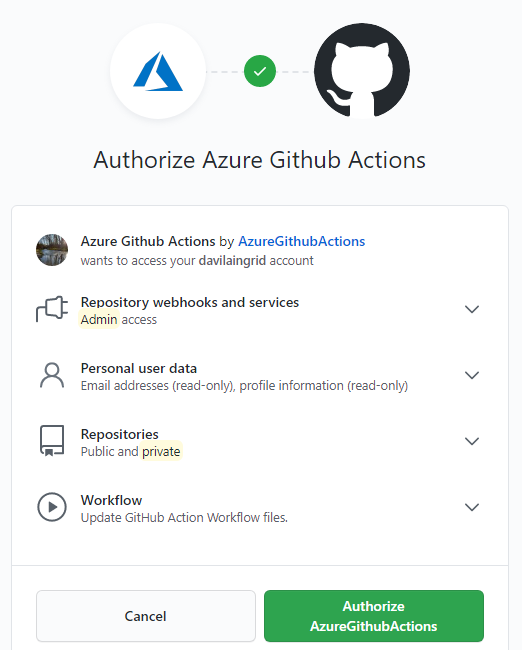 Authorize Azure Github Actions
Azure Github Actions by AzureGithubActions
wants to access your davilaingrid account
Repository webhooks and services
Admin access
Personal user data
Email addresses (read-only), profile information (read-only)
Repositories
Public and private
Workflow
Update GitHub Action Workflow files.
Cancel
Authorize
AzureGithubActions